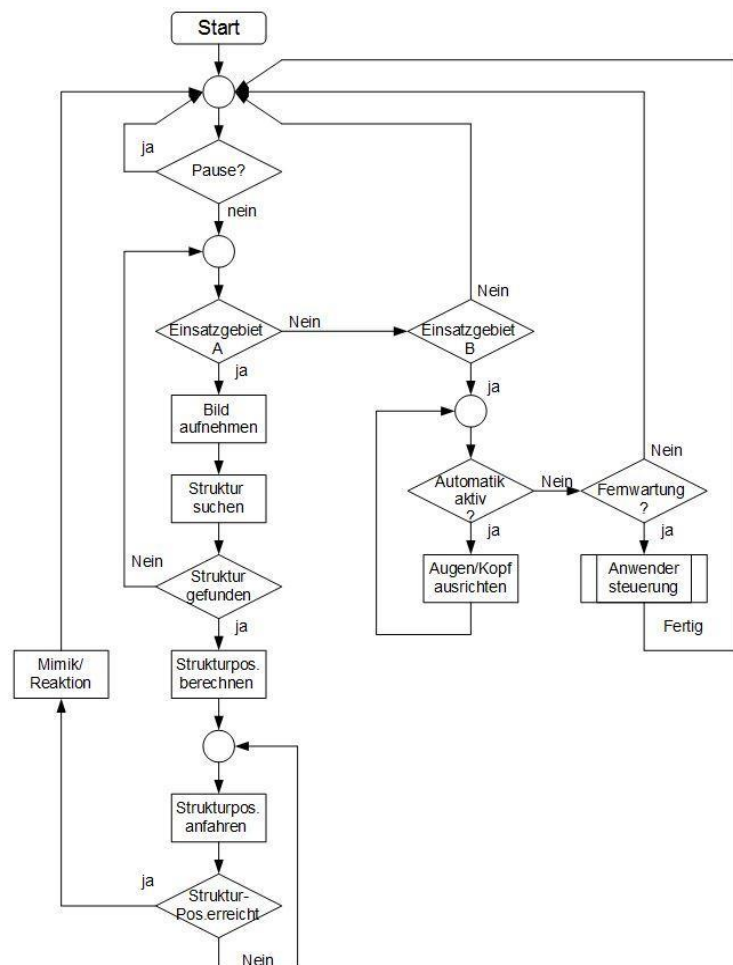 Start
ja
Pause?
nein
Einsatzgebiet
A
Nein
Einsatzgebiet
B
Nein
ja
ja
Bild
aufnehmen
Struktur
suchen
Automatik
aktiv
?
Nein
Fernwartung
?
Nein
ja
ja
Nein
Struktur
gefunden
Augen/Kopf
ausrichten
Anwender
steuerung
ja
Fertig
Mimik/
Reaktion
Strukturpos.
berechnen
Strukturpos.
anfahren
ja
Struktur-
Pos.erreicht
Nein